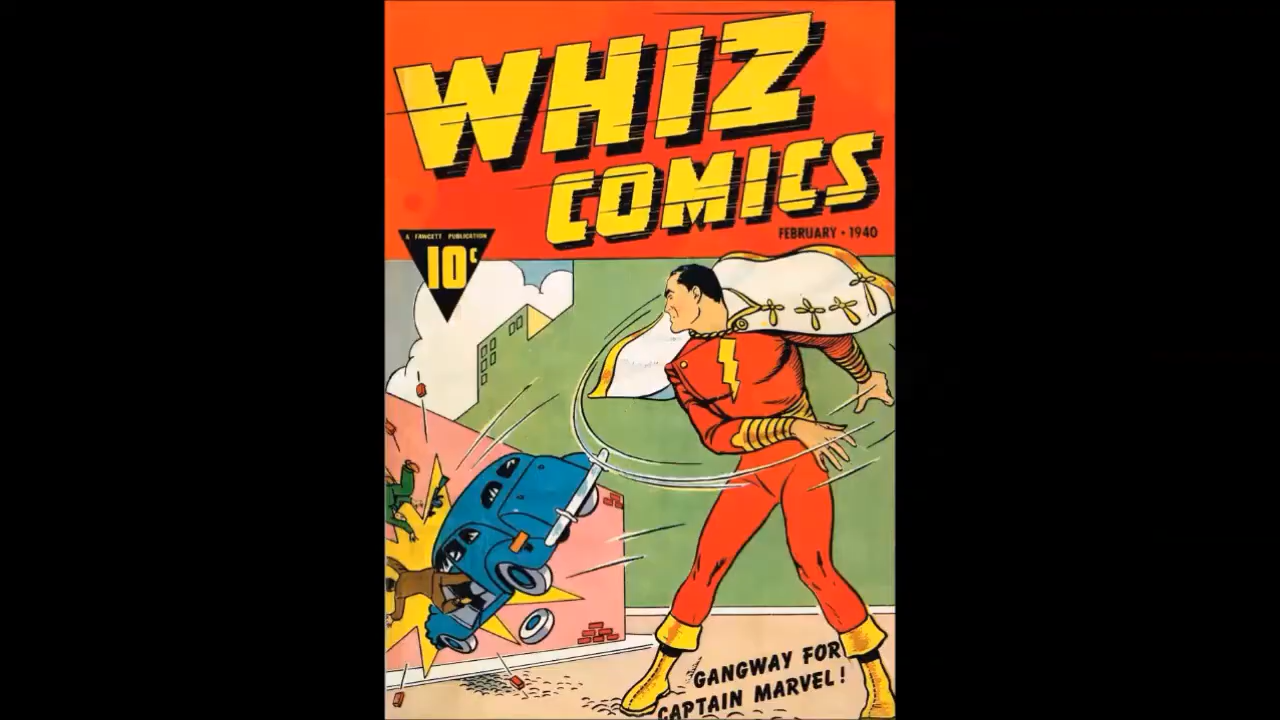 WHIZ
COMICS
FEBRUARY • 1940
A FAWCETT PUBLICATION
10¢
GANGWAY FOR
CAPTAIN MARVEL!